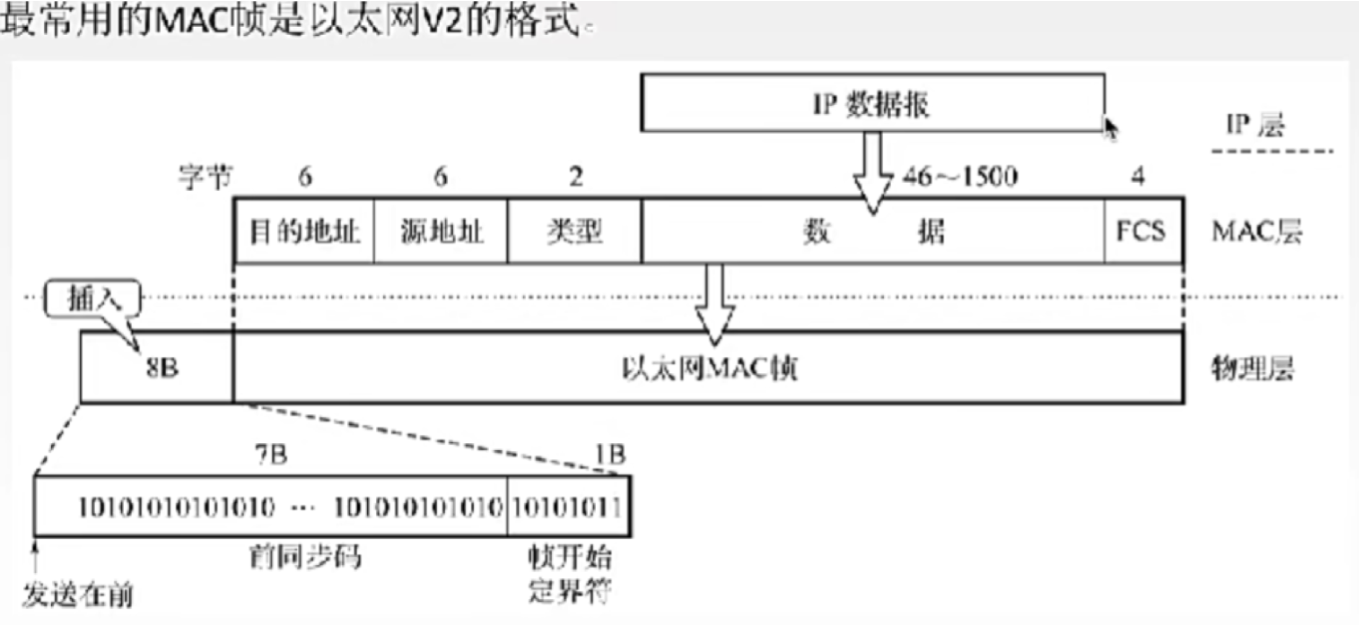 最常用的MAC帧是以太网V2的格式。
IP 数据报
IP 层
字节 6 6 2 46～1500 4
目的地址 源地址 类型 数 据 FCS MAC层
插入
8B 以太网MAC帧 物理层
7B 1B
10101010101010 … 101010101010 10101011
前同步码 帧开始
定界符
发送在前